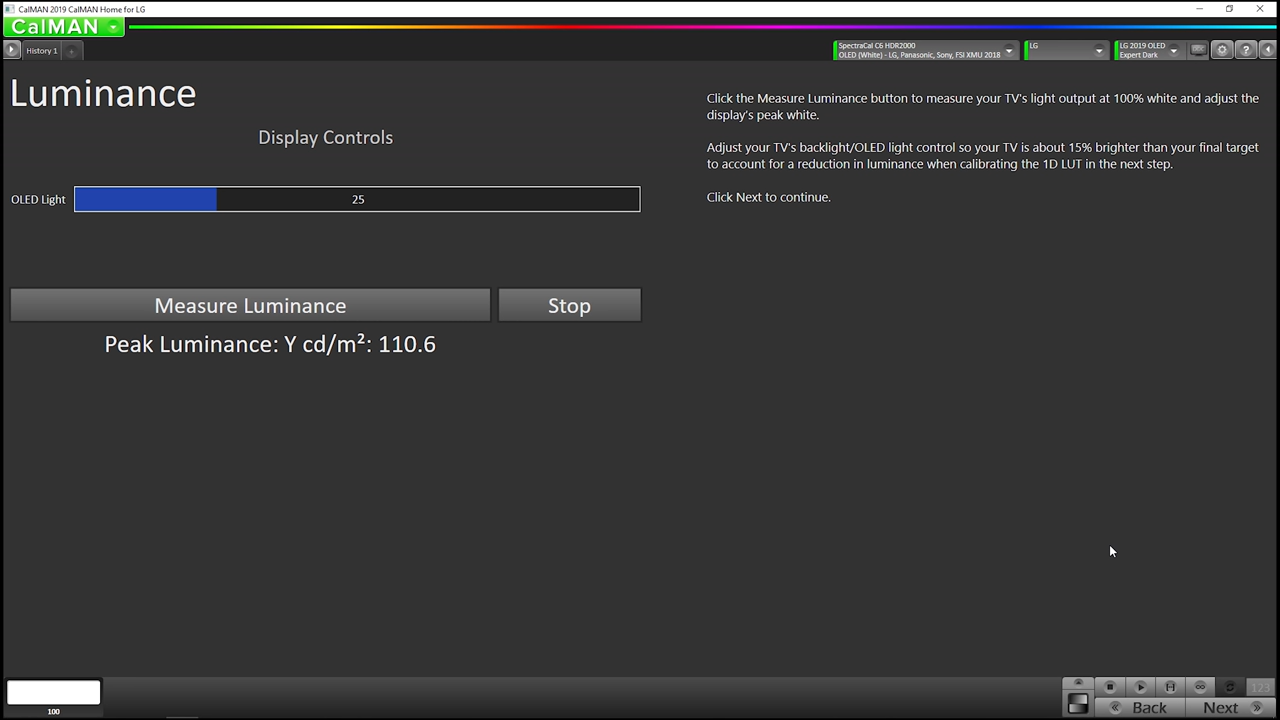 CalMAN 2019 CalMAN Home for LG
CalMAN
History 1
SpectraCal C6 HDR2000
OLED (White) - LG, Panasonic, Sony, FSI XMU 2018
LG
LG 2019 OLED
Expert Dark
Luminance
Display Controls
OLED Light
25
Measure Luminance
Stop
Peak Luminance: Y cd/m²: 110.6
Click the Measure Luminance button to measure your TV's light output at 100% white and adjust the
display's peak white.
Adjust your TV's backlight/OLED light control so your TV is about 15% brighter than your final target
to account for a reduction in luminance when calibrating the 1D LUT in the next step.
Click Next to continue.
100
123
Back
Next